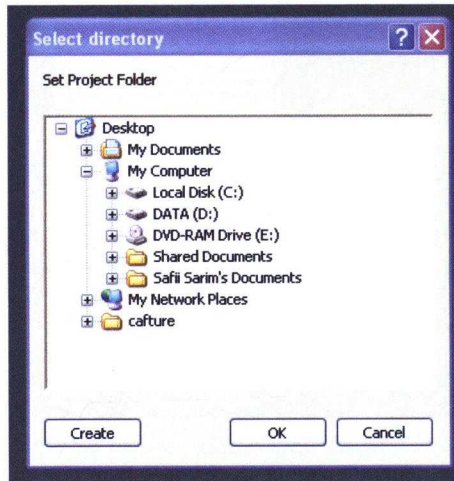 Select directory
Set Project Folder
Desktop
My Documents
My Computer
Local Disk (C:)
DATA (D:)
DVD-RAM Drive (E:)
Shared Documents
Safii Sarim's Documents
My Network Places
cafture
Create
OK
Cancel